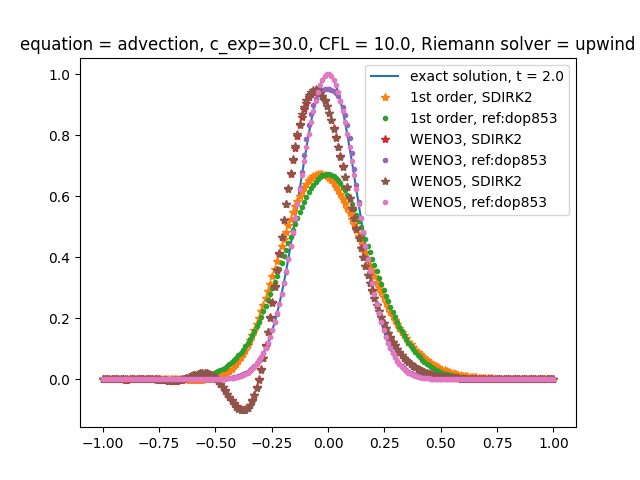 equation = advection, c_exp=30.0, CFL = 10.0, Riemann solver = upwind
exact solution, t = 2.0
1st order, SDIRK2
1st order, ref:dop853
WENO3, SDIRK2
WENO3, ref:dop853
WENO5, SDIRK2
WENO5, ref:dop853
1.0
0.8
0.6
0.4
0.2
0.0
−1.00 −0.75 −0.50 −0.25 0.00 0.25 0.50 0.75 1.00